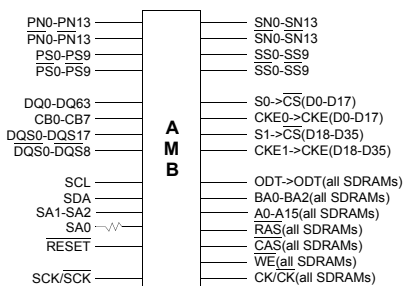 PN0-PN13
PN0-PN13
PS0-PS9
PS0-PS9
DQ0-DQ63
CB0-CB7
DQS0-DQS17
DQS0-DQS8
SCL
SDA
SA1-SA2
SA0
RESET
SCK/SCK
A
M
B
SN0-SN13
SN0-SN13
SS0-SS9
SS0-SS9
S0->CS(D0-D17)
CKE0->CKE(D0-D17)
S1->CS(D18-D35)
CKE1->CKE(D18-D35)
ODT->ODT(all SDRAMs)
BA0-BA2(all SDRAMs)
A0-A15(all SDRAMs)
RAS(all SDRAMs)
CAS(all SDRAMs)
WE(all SDRAMs)
CK/CK(all SDRAMs)